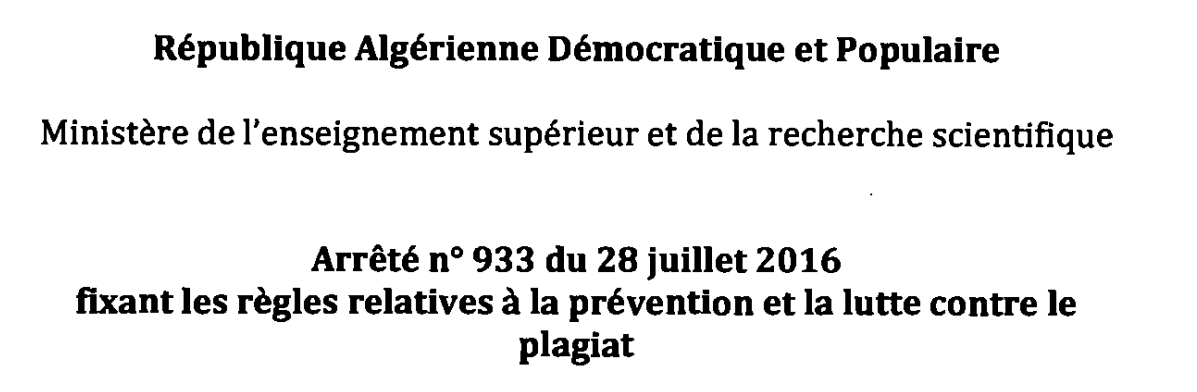 République Algérienne Démocratique et Populaire
Ministère de l'enseignement supérieur et de la recherche scientifique
Arrêté n° 933 du 28 juillet 2016
fixant les règles relatives à la prévention et la lutte contre le
plagiat